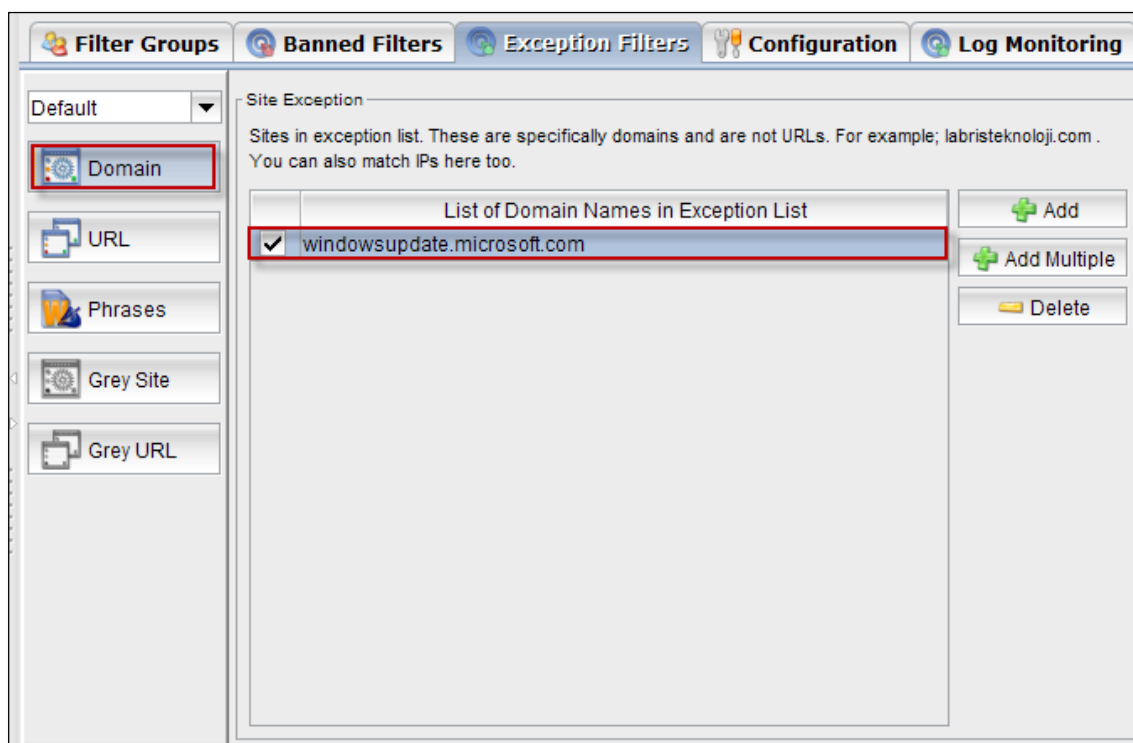 Filter Groups
Banned Filters
Exception Filters
Configuration
Log Monitoring
Default
Domain
URL
Phrases
Grey Site
Grey URL
Site Exception
Sites in exception list. These are specifically domains and are not URLs. For example; labristeknoloji.com .
You can also match IPs here too.
List of Domain Names in Exception List
windowsupdate.microsoft.com
Add
Add Multiple
Delete